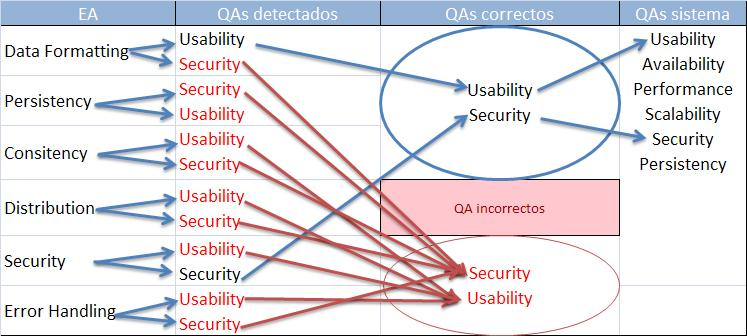 EA QAs detectados QAs correctos QAs sistema
Data Formatting
Usability
Security
Persistency
Security
Usability
Consitency
Usability
Security
Distribution
Usability
Security
Security
Usability
Security
Error Handling
Usability
Security
Usability
Security
QA incorrectos
Security
Usability
Usability
Availability
Performance
Scalability
Security
Persistency